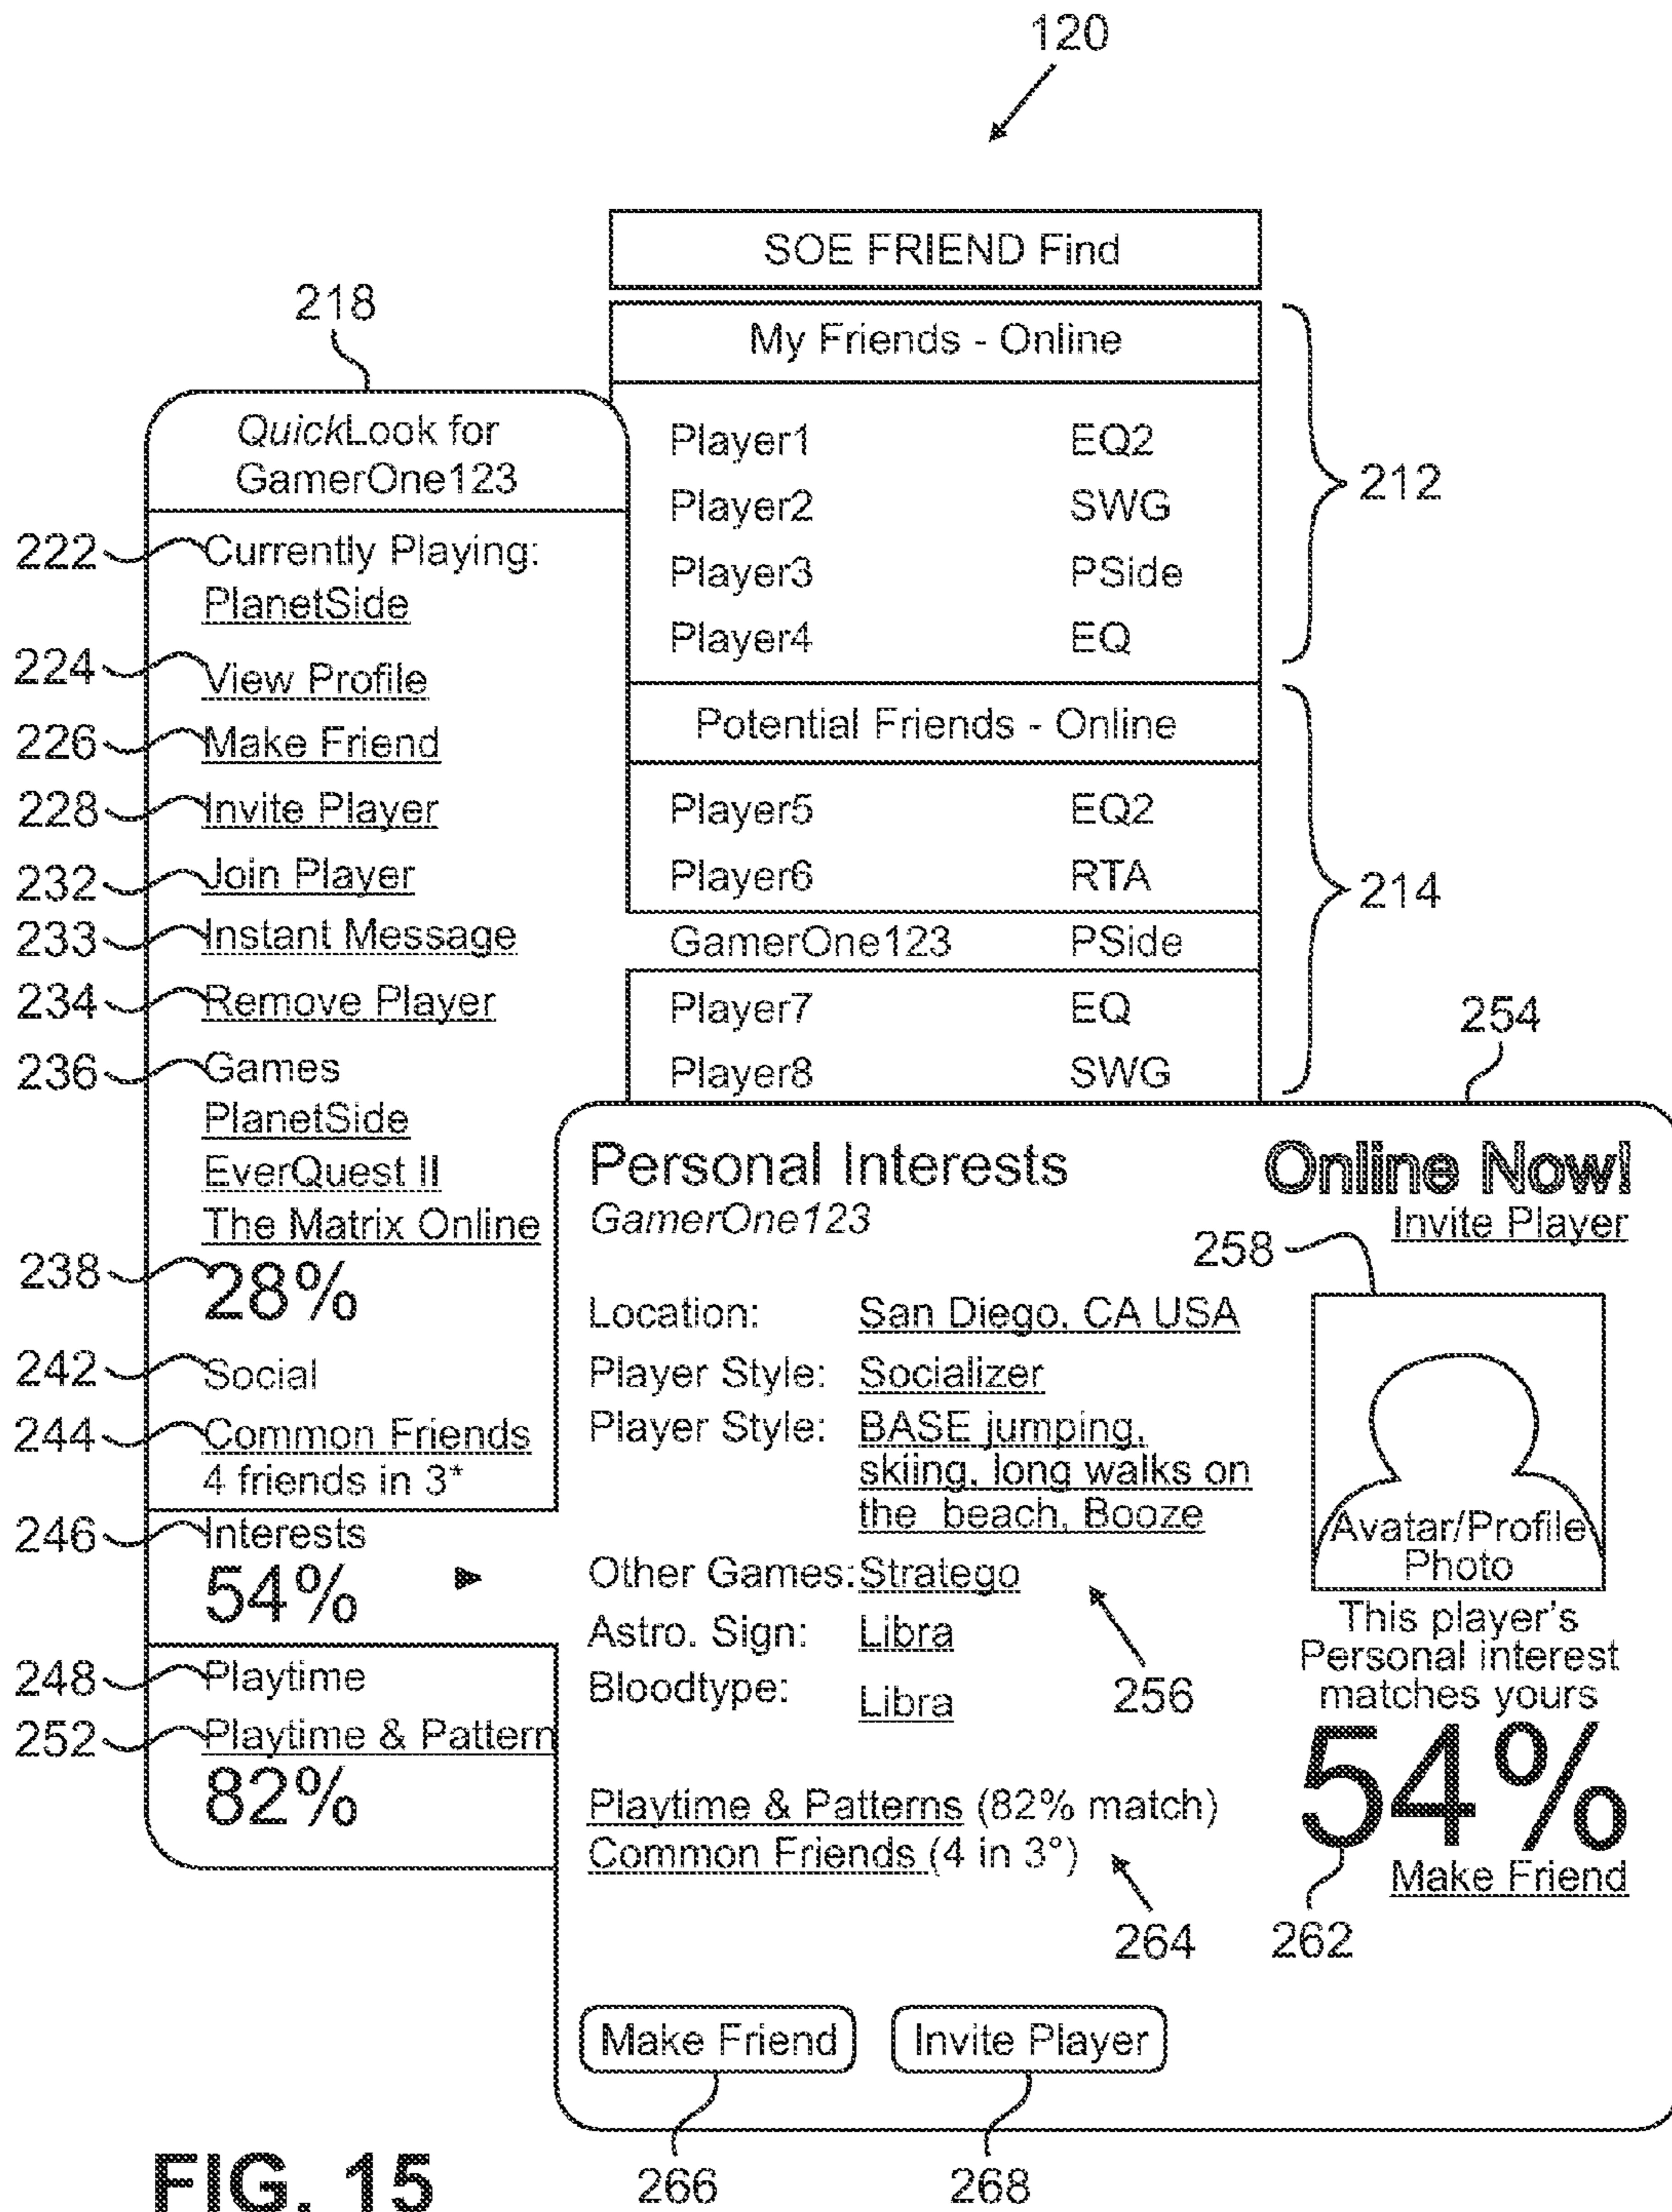 120
SOE FRIEND Find
My Friends - Online
Player1 EQ2
Player2 SWG
Player3 PSide
Player4 EQ
212
Potential Friends - Online
Player5 EQ2
Player6 RTA
GamerOne123 PSide
Player7 EQ
Player8 SWG
214
218
QuickLook for
GamerOne123
222 Currently Playing:
PlanetSide
224 View Profile
226 Make Friend
228 Invite Player
232 Join Player
233 Instant Message
234 Remove Player
236 Games
PlanetSide
EverQuest II
The Matrix Online
238 28%
242 Social
244 Common Friends
4 friends in 3*
246 Interests
54%
248 Playtime
252 Playtime & Pattern
82%
254
Personal Interests Online Now!
GamerOne123 Invite Player
258
Location: San Diego, CA USA
Player Style: Socializer
Player Style: BASE jumping,
skiing, long walks on
the beach, Booze
Other Games: Stratego
Astro. Sign: Libra
Bloodtype: Libra
256
Avatar/Profile
Photo
This player's
Personal interest
matches yours
54%
Make Friend
262
Playtime & Patterns (82% match)
Common Friends (4 in 3°)
264
Make Friend Invite Player
266 268
FIG. 15